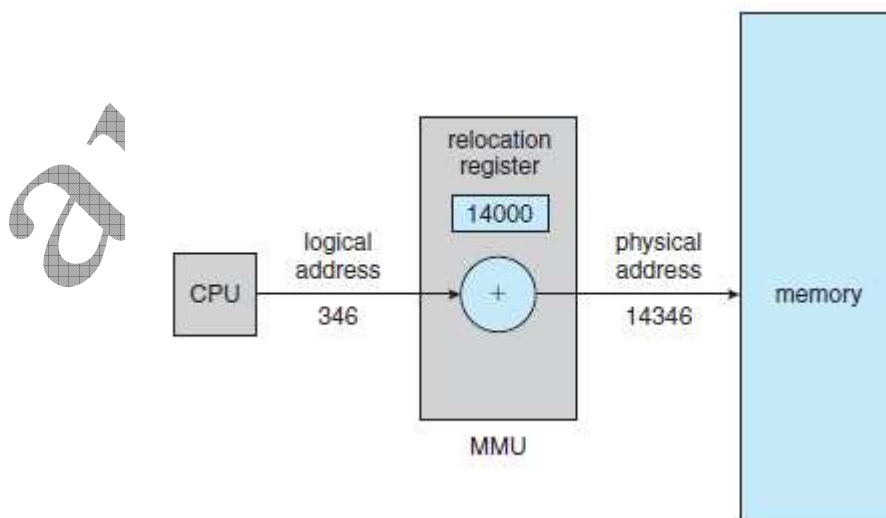 relocation
register
14000
logical
address
physical
address
CPU
+
memory
346
14346
MMU